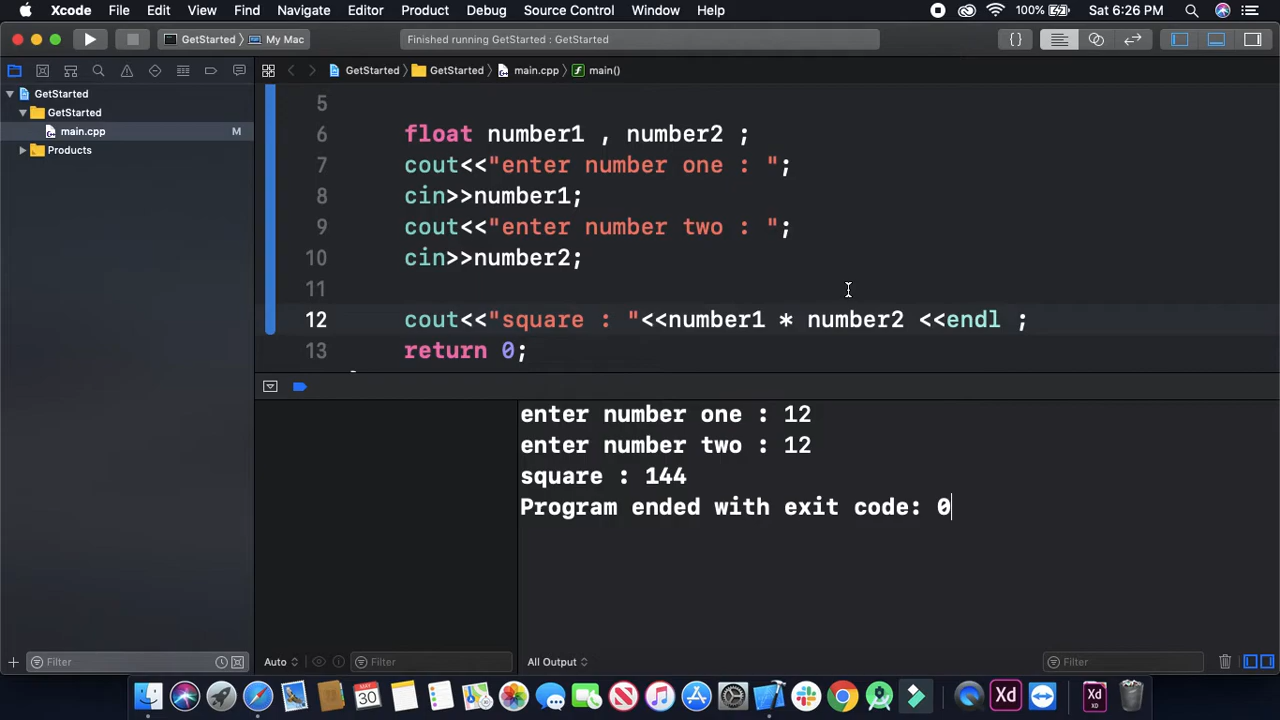 Xcode File Edit View Find Navigate Editor Product Debug Source Control Window Help 100% Sat 6:26 PM
GetStarted My Mac Finished running GetStarted : GetStarted {}
GetStarted GetStarted main.cpp f main()
GetStarted
GetStarted
main.cpp M
Products
5
6 float number1 , number2 ;
7 cout<<"enter number one : ";
8 cin>>number1;
9 cout<<"enter number two : ";
10 cin>>number2;
11
12 cout<<"square : "<<number1 * number2 <<endl ;
13 return 0;
enter number one : 12
enter number two : 12
square : 144
Program ended with exit code: 0
Filter Auto Filter All Output Filter
30 Xd Xd